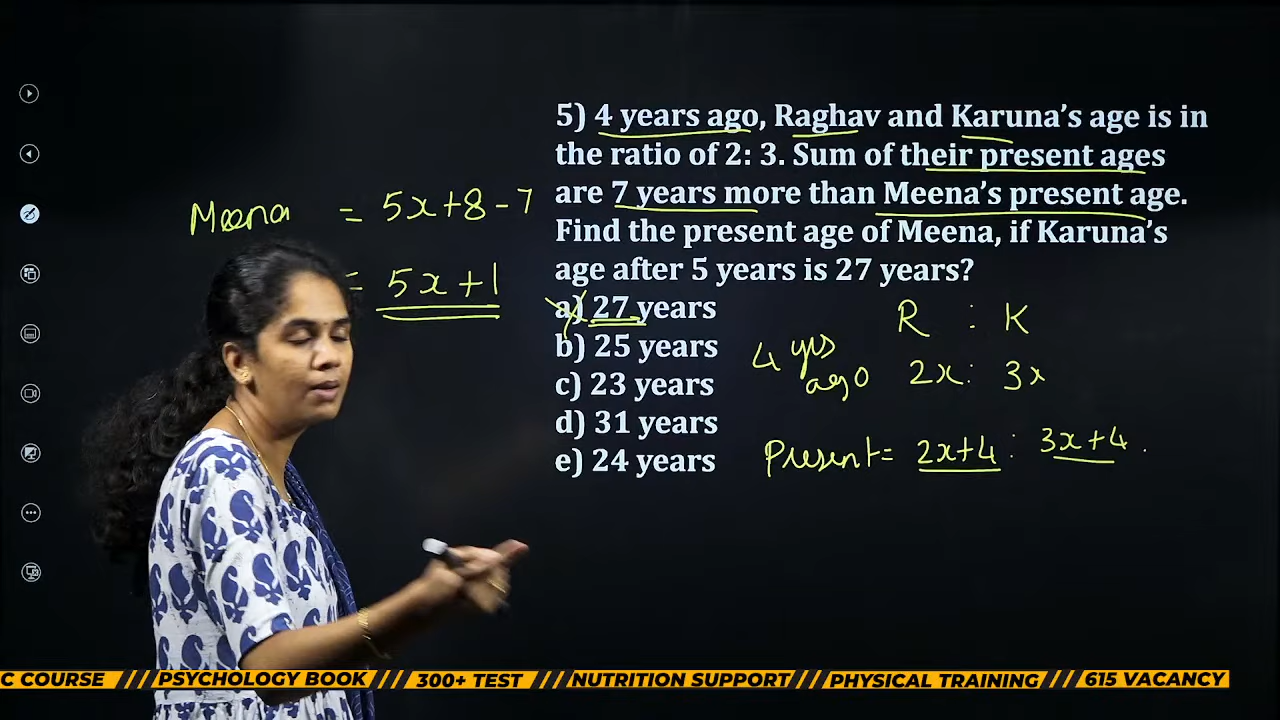 5) 4 years ago, Raghav and Karuna's age is in
the ratio of 2: 3. Sum of their present ages
are 7 years more than Meena's present age.
Find the present age of Meena, if Karuna's
age after 5 years is 27 years?
a) 27 years
b) 25 years
c) 23 years
d) 31 years
e) 24 years
Meena = 5x+8-7
= 5x+1
R : K
4 yrs ago 2x : 3x
Present = 2x+4 : 3x+4
C COURSE /// PSYCHOLOGY BOOK /// 300+ TEST /// NUTRITION SUPPORT /// PHYSICAL TRAINING /// 615 VACANCY